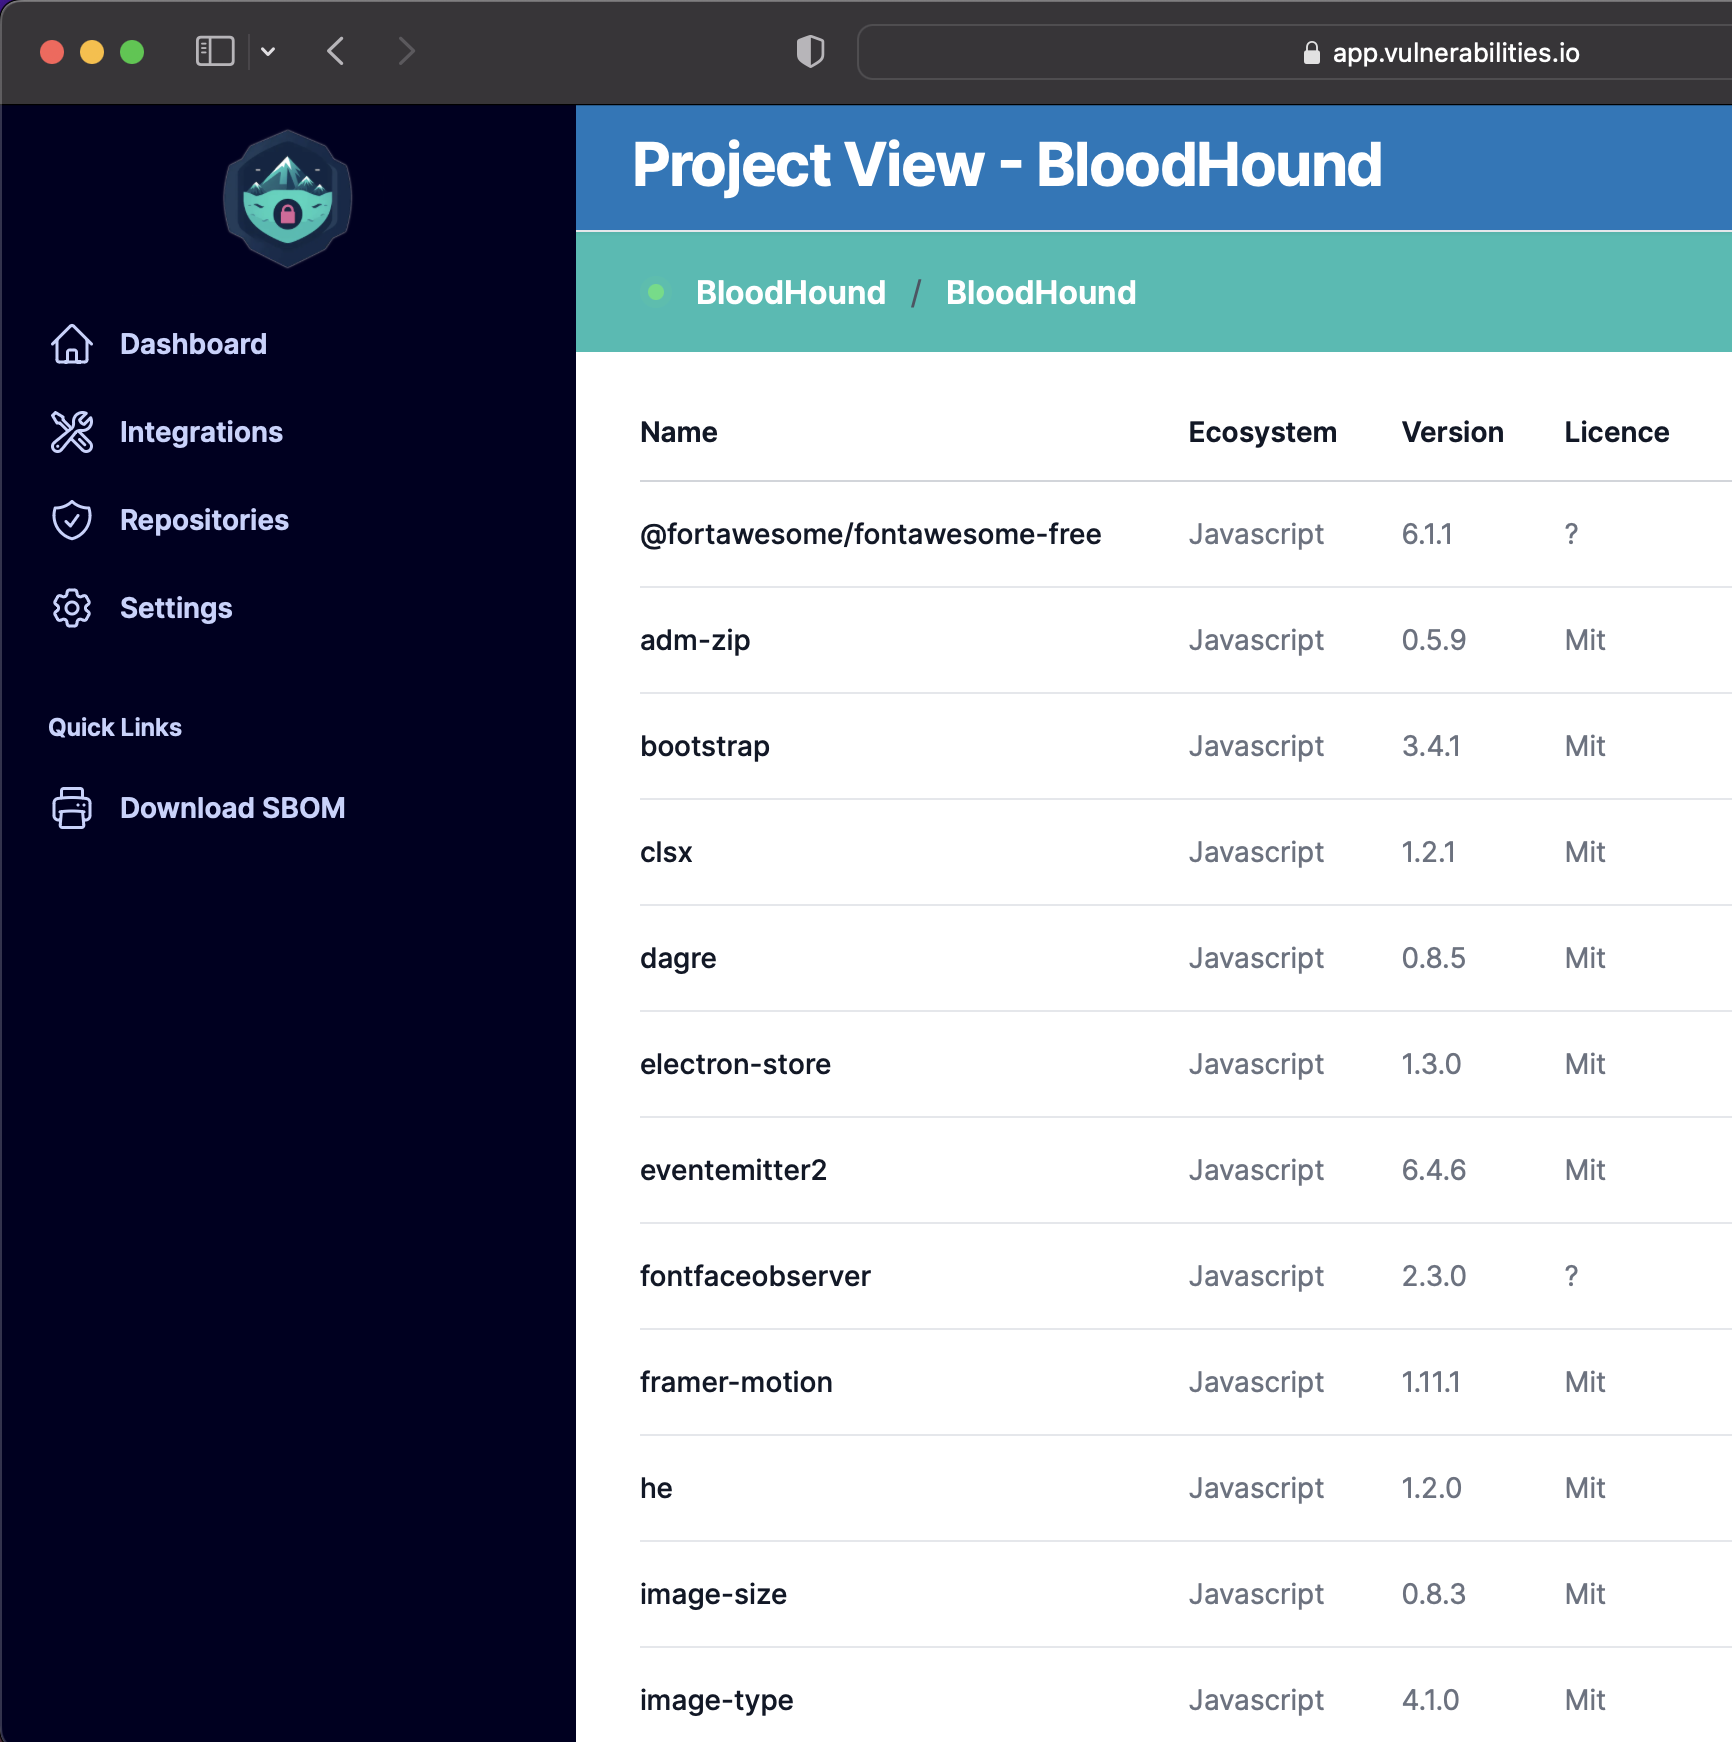 app.vulnerabilities.io
Project View - BloodHound
BloodHound / BloodHound
Dashboard
Integrations
Repositories
Settings
Quick Links
Download SBOM
Name Ecosystem Version Licence
@fortawesome/fontawesome-free Javascript 6.1.1 ?
adm-zip Javascript 0.5.9 Mit
bootstrap Javascript 3.4.1 Mit
clsx Javascript 1.2.1 Mit
dagre Javascript 0.8.5 Mit
electron-store Javascript 1.3.0 Mit
eventemitter2 Javascript 6.4.6 Mit
fontfaceobserver Javascript 2.3.0 ?
framer-motion Javascript 1.11.1 Mit
he Javascript 1.2.0 Mit
image-size Javascript 0.8.3 Mit
image-type Javascript 4.1.0 Mit